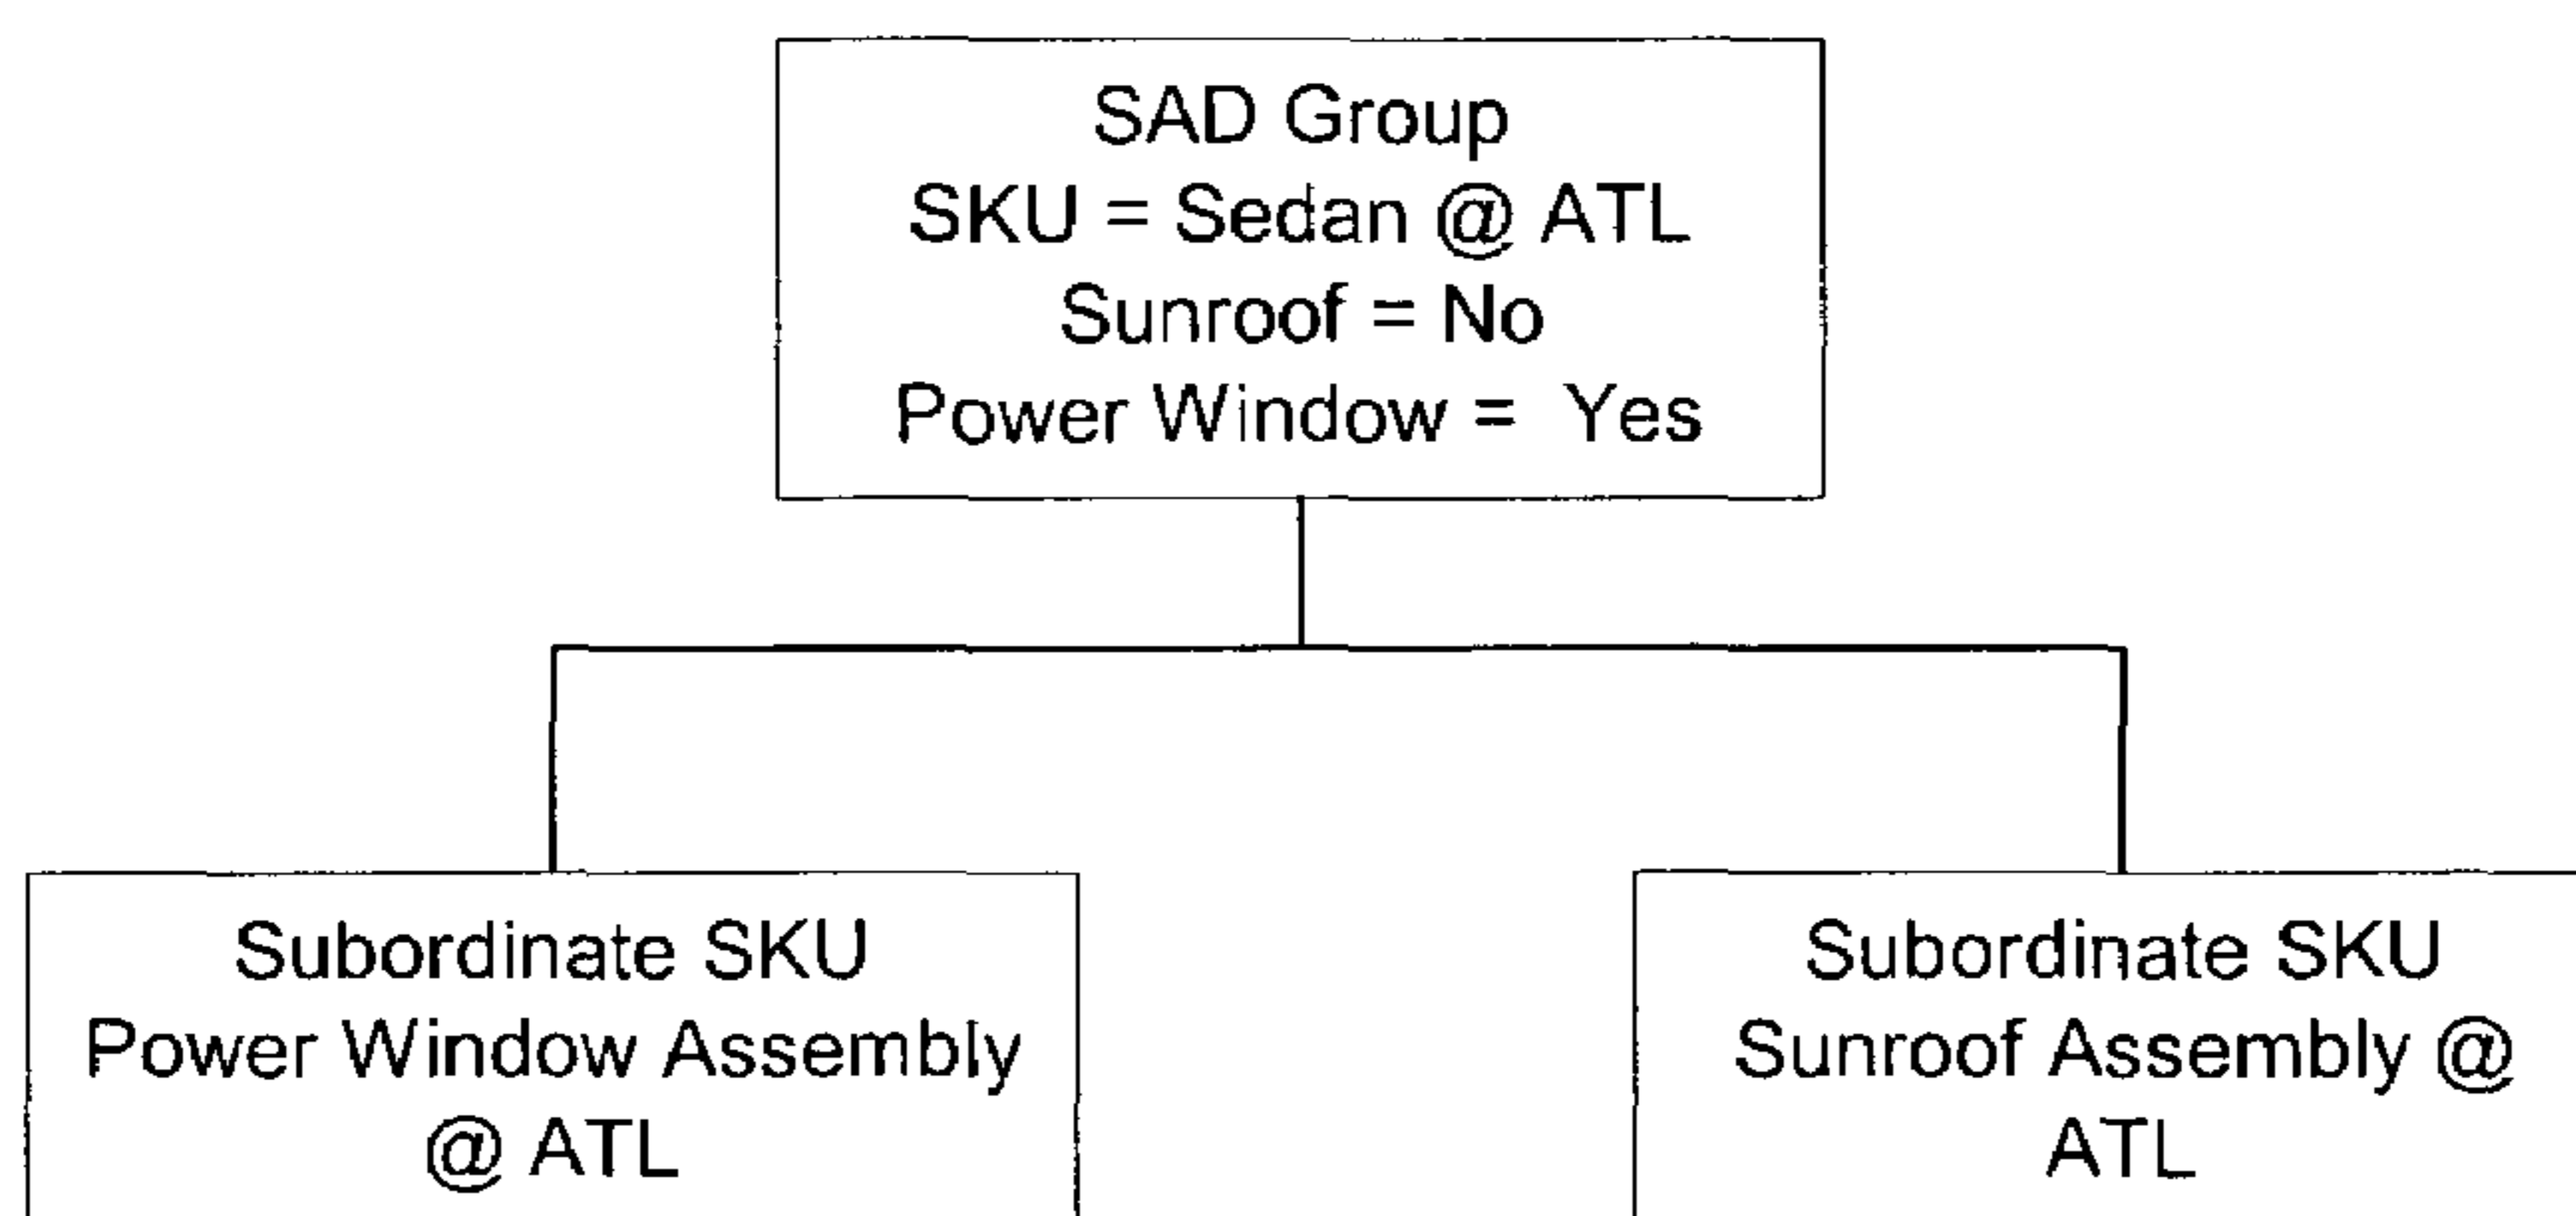 SAD Group
SKU = Sedan @ ATL
Sunroof = No
Power Window = Yes
Subordinate SKU
Power Window Assembly
@ ATL
Subordinate SKU
Sunroof Assembly @
ATL